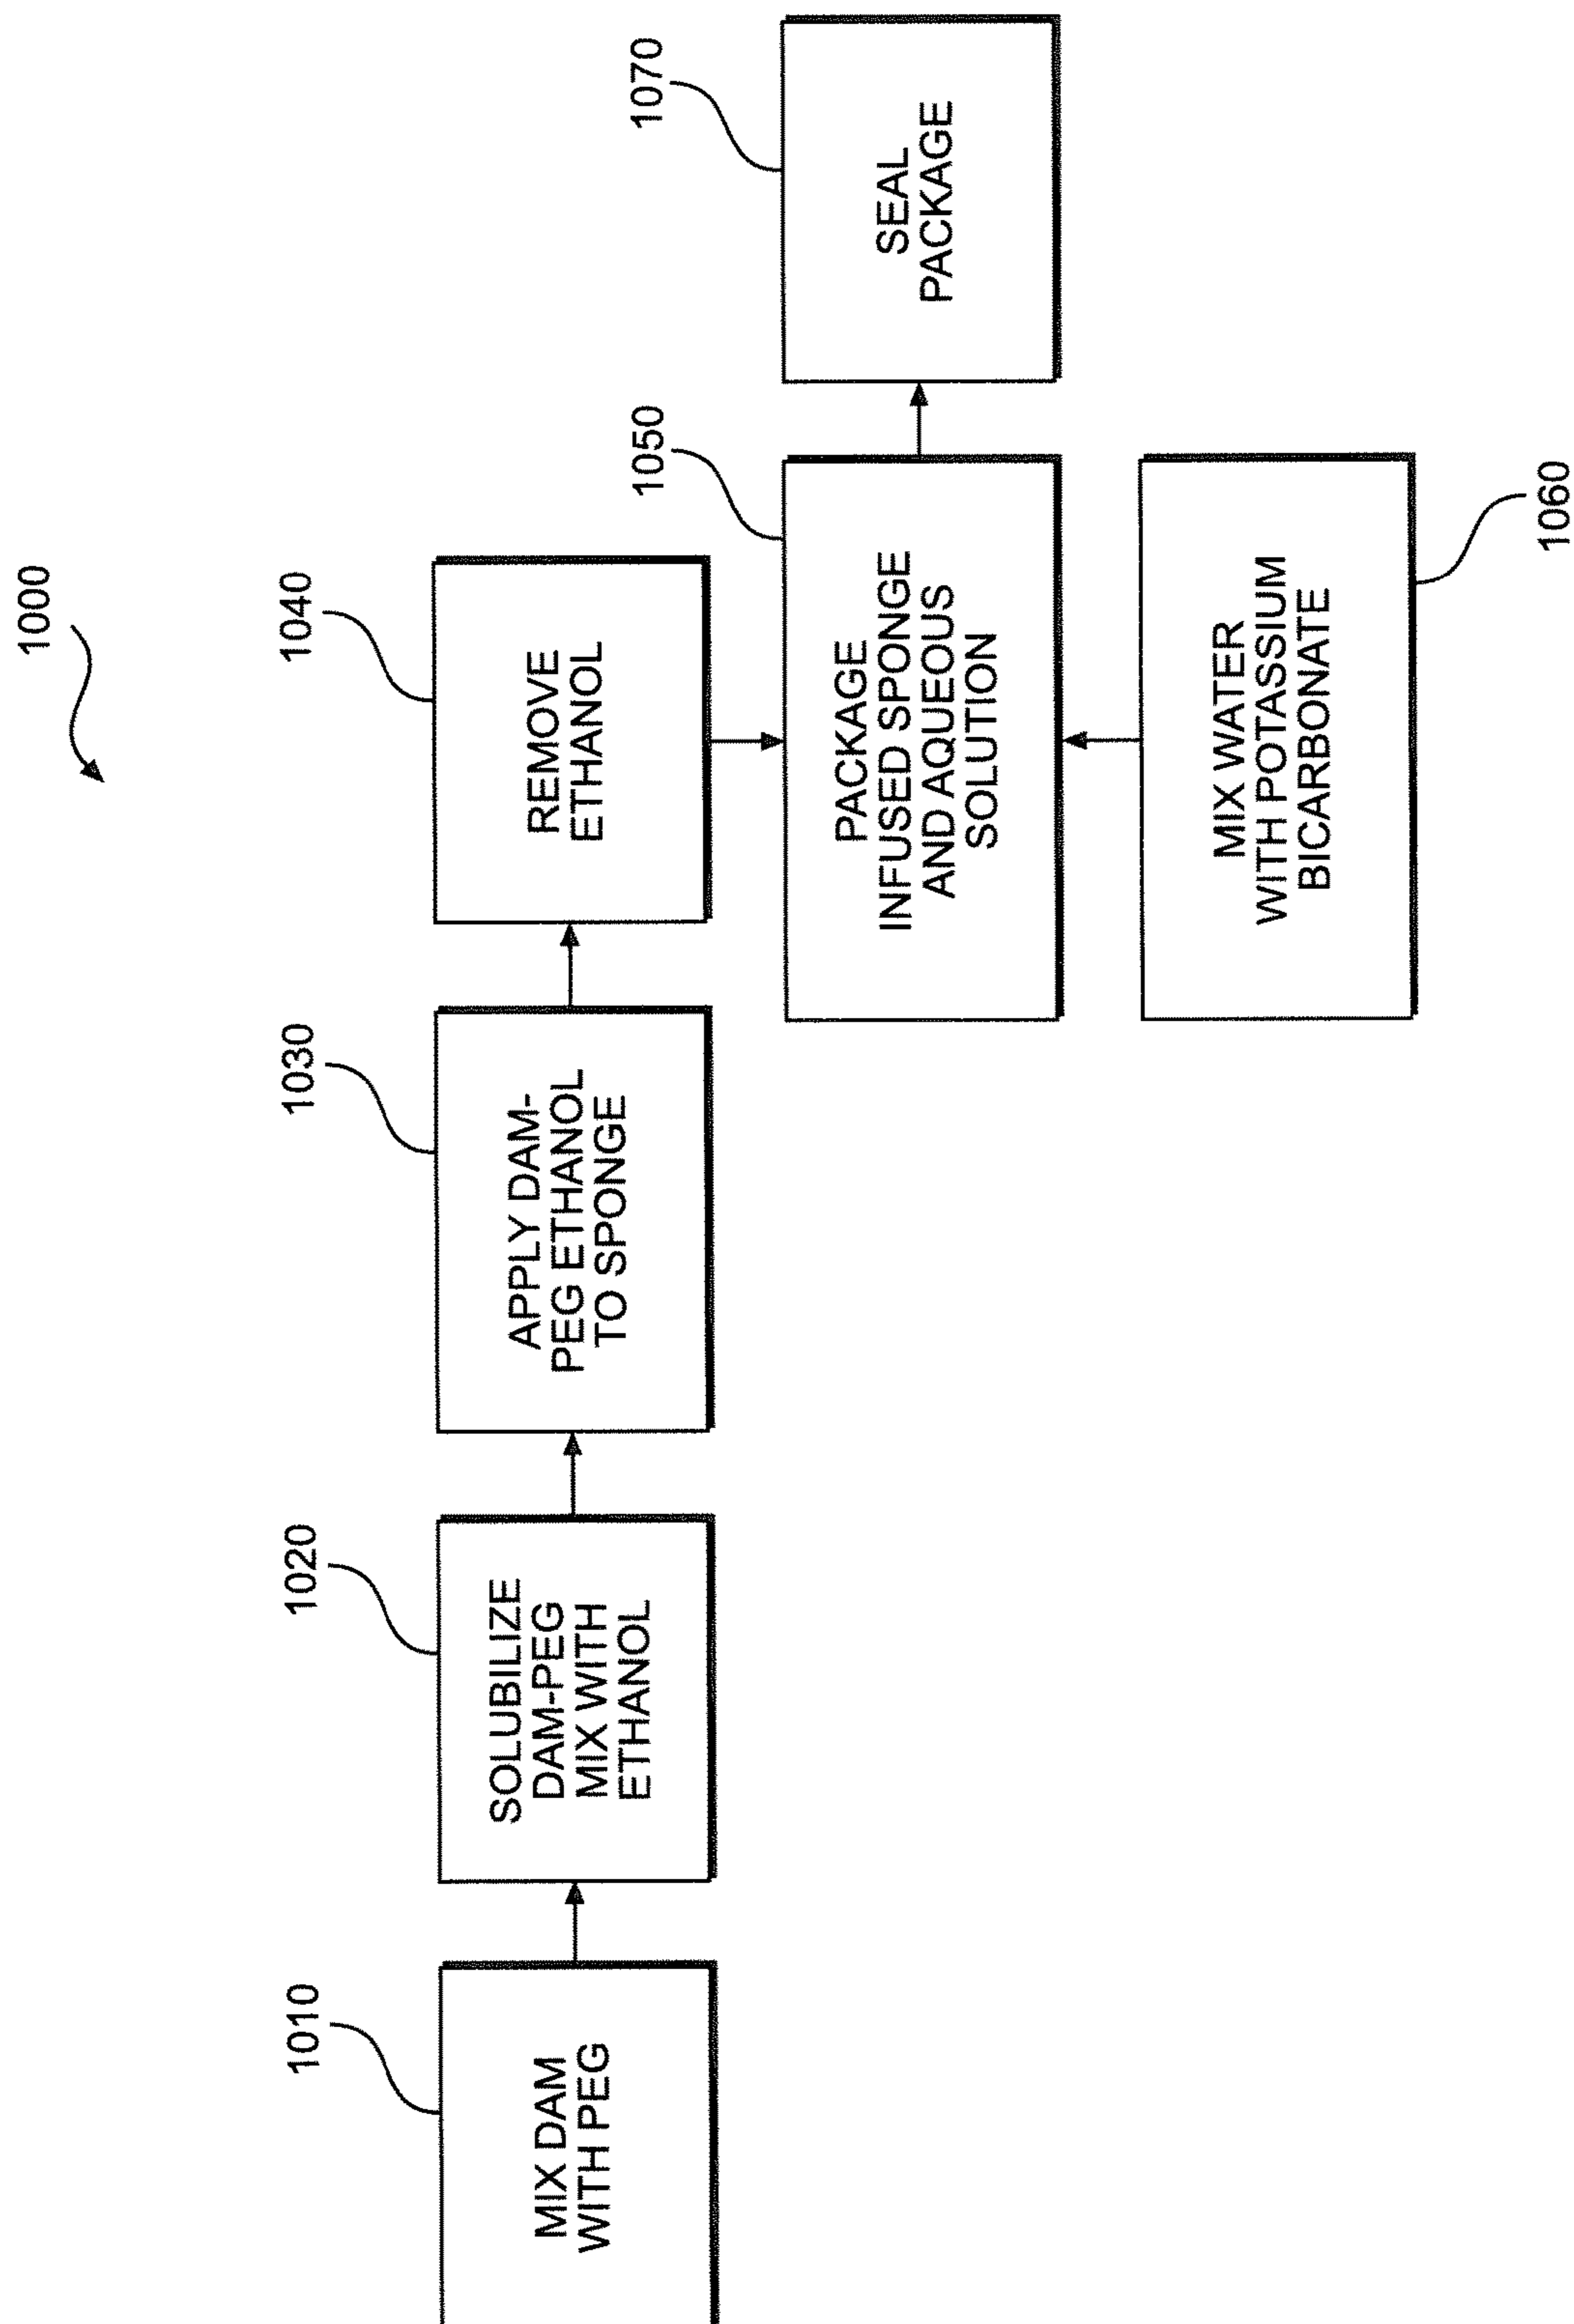 1000
1010
MIX DAM
WITH PEG
1020
SOLUBILIZE
DAM-PEG
MIX WITH
ETHANOL
1030
APPLY DAM-
PEG ETHANOL
TO SPONGE
1040
REMOVE
ETHANOL
1050
PACKAGE
INFUSED SPONGE
AND AQUEOUS
SOLUTION
1060
MIX WATER
WITH POTASSIUM
BICARBONATE
1070
SEAL
PACKAGE